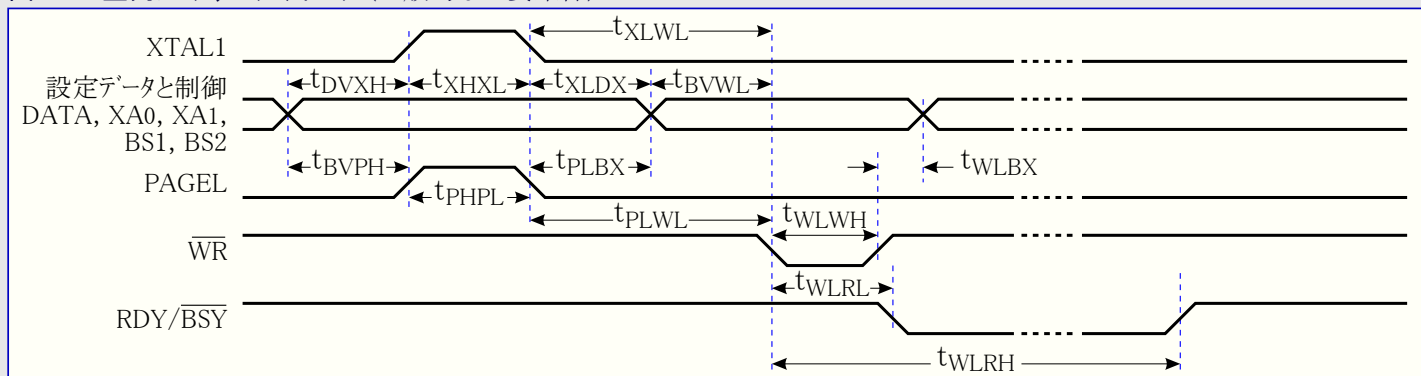 XTAL1
tXLWL
設定データと制御
DATA, XA0, XA1,
BS1, BS2
tDVXH
tXHXL
tXLDX
tBVWL
tBVPH
tPLBX
tWLBX
PAGEL
tPHPL
tPLWL
tWLWH
WR
tWLRL
RDY/BSY
tWLRH